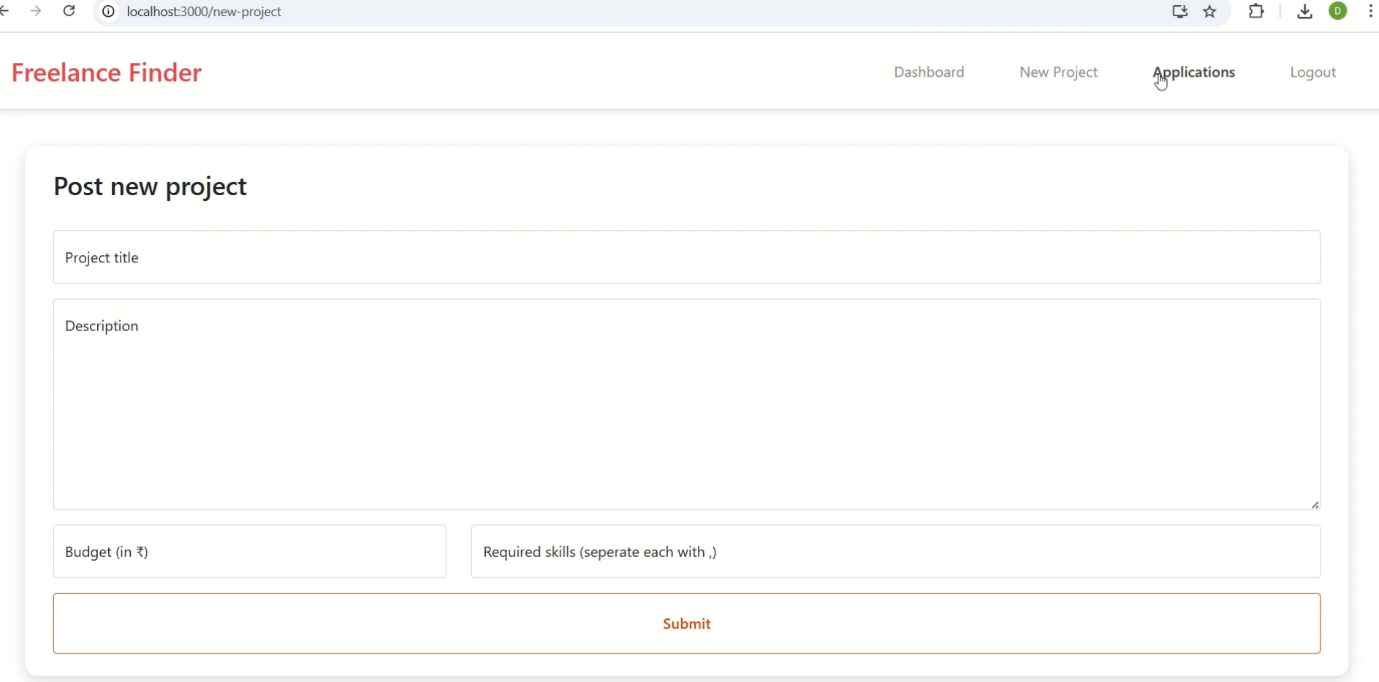 localhost:3000/new-project
D
Freelance Finder
Dashboard New Project Applications Logout
Post new project
Project title
Description
Budget (in ₹) Required skills (seperate each with ,)
Submit